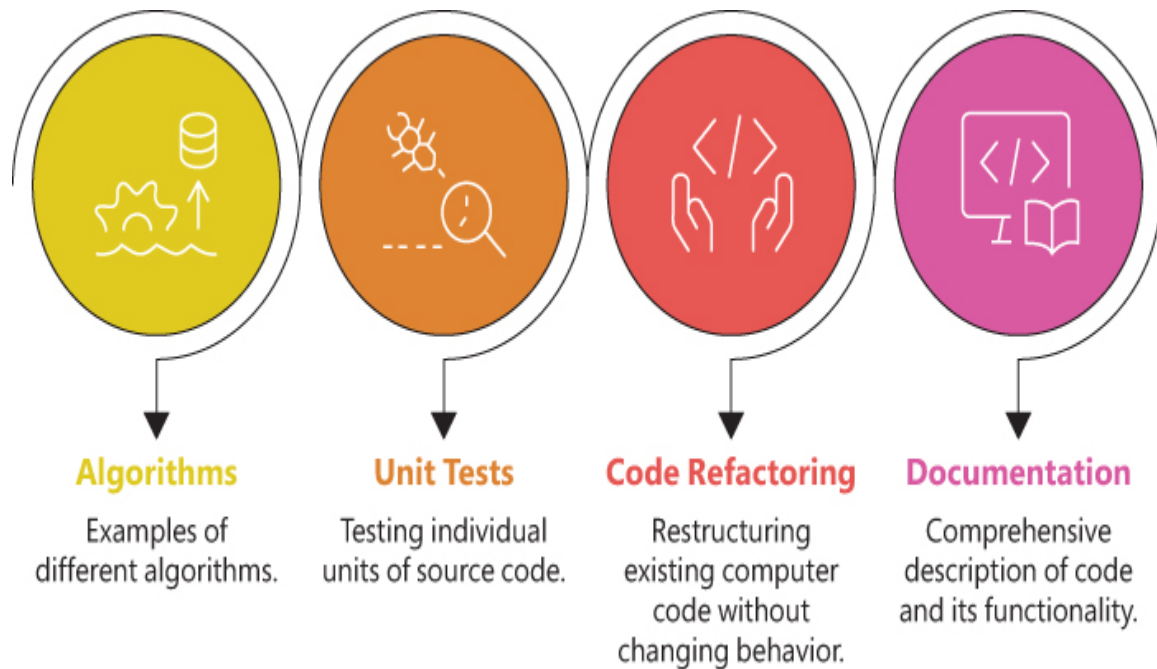 Algorithms
Examples of
different algorithms.
Unit Tests
Testing individual
units of source code.
Code Refactoring
Restructuring
existing computer
code without
changing behavior.
Documentation
Comprehensive
description of code
and its functionality.